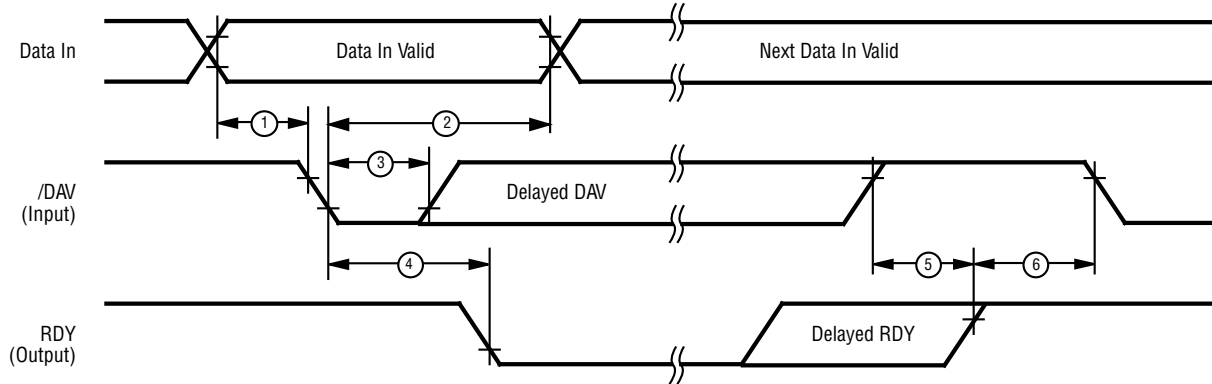 Data In
Data In Valid
Next Data In Valid
1
2
3
/DAV
(Input)
Delayed DAV
4
5
6
RDY
(Output)
Delayed RDY